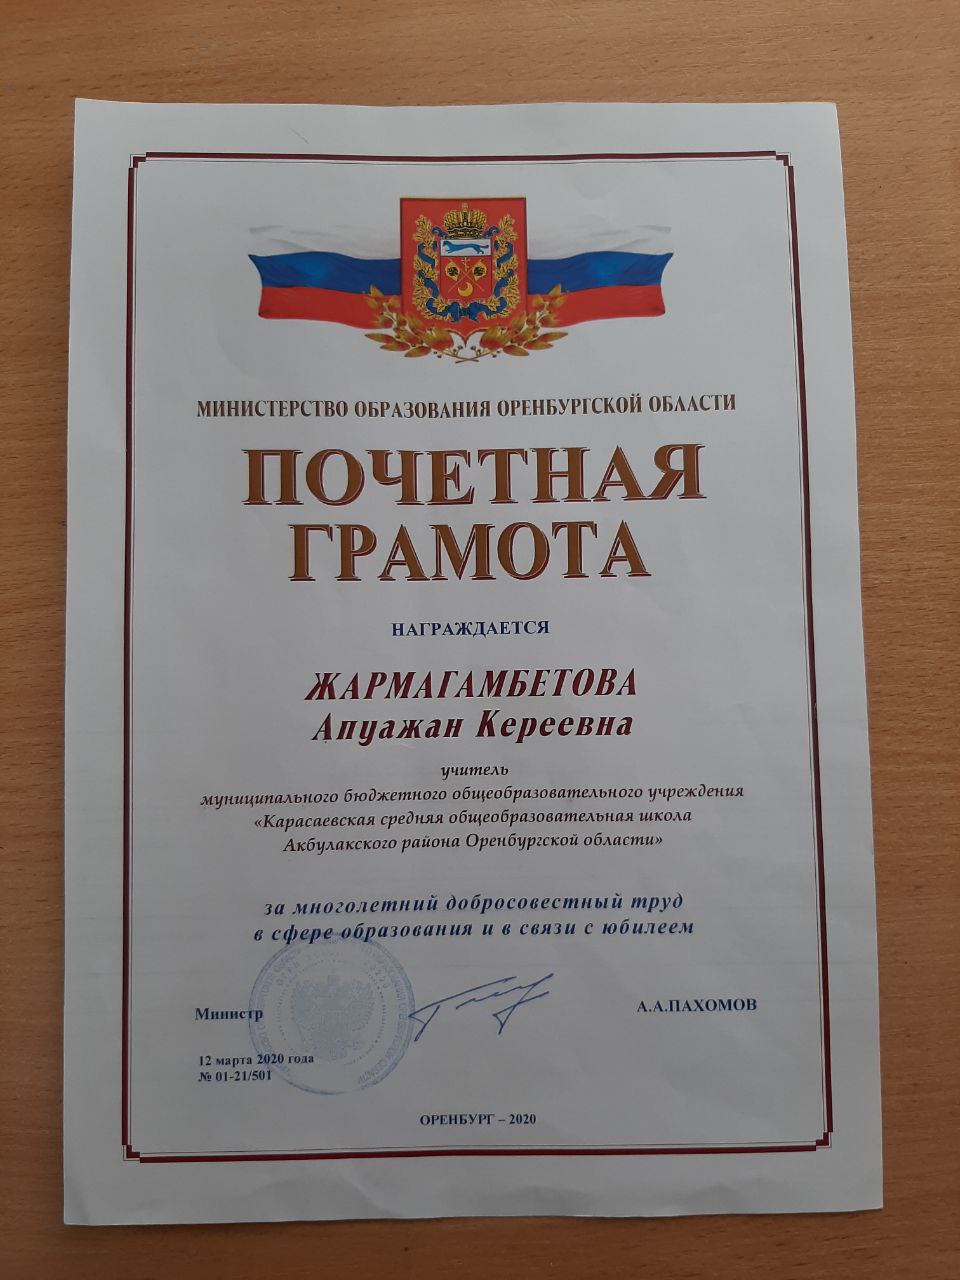 МИНИСТЕРСТВО ОБРАЗОВАНИЯ ОРЕНБУРГСКОЙ ОБЛАСТИ
ПОЧЕТНАЯ
ГРАМОТА
НАГРАЖДАЕТСЯ
ЖАРМАГАМБЕТОВА
Апуажан Кереевна
учитель
муниципального бюджетного общеобразовательного учреждения
«Карасаевская средняя общеобразовательная школа
Акбулакского района Оренбургской области»
за многолетний добросовестный труд
в сфере образования и в связи с юбилеем
Министр
А.А.ПАХОМОВ
12 марта 2020 года
№ 01-21/501
ОРЕНБУРГ – 2020